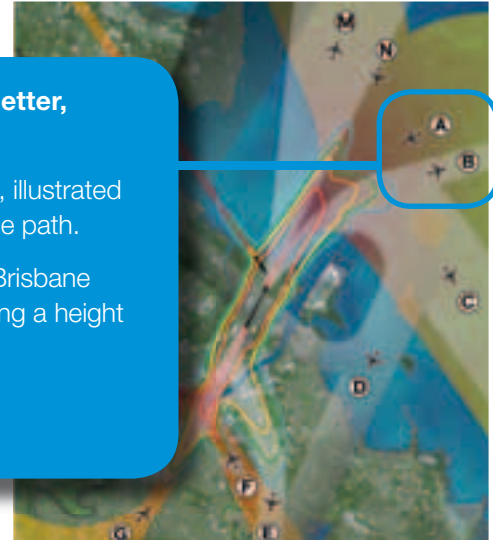 etter,
, illustrated
e path.
Brisbane
ng a height
M
N
A
B
C
D
F
E
G